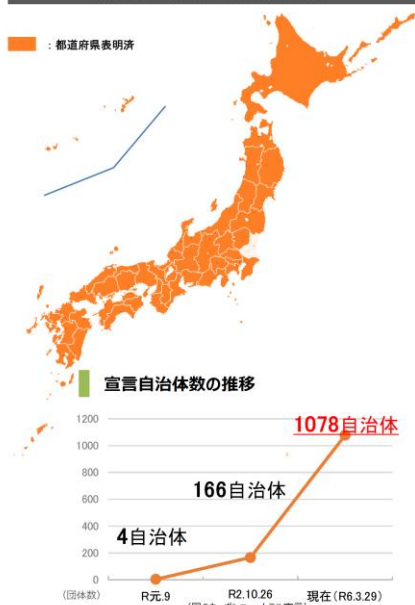 ：都道府県表明済
宣言自治体数の推移
1200
1000
800
600
400
200
0
1078自治体
166自治体
4自治体
(団体数)
R元.9
R2.10.26
現在(R6.3.29)